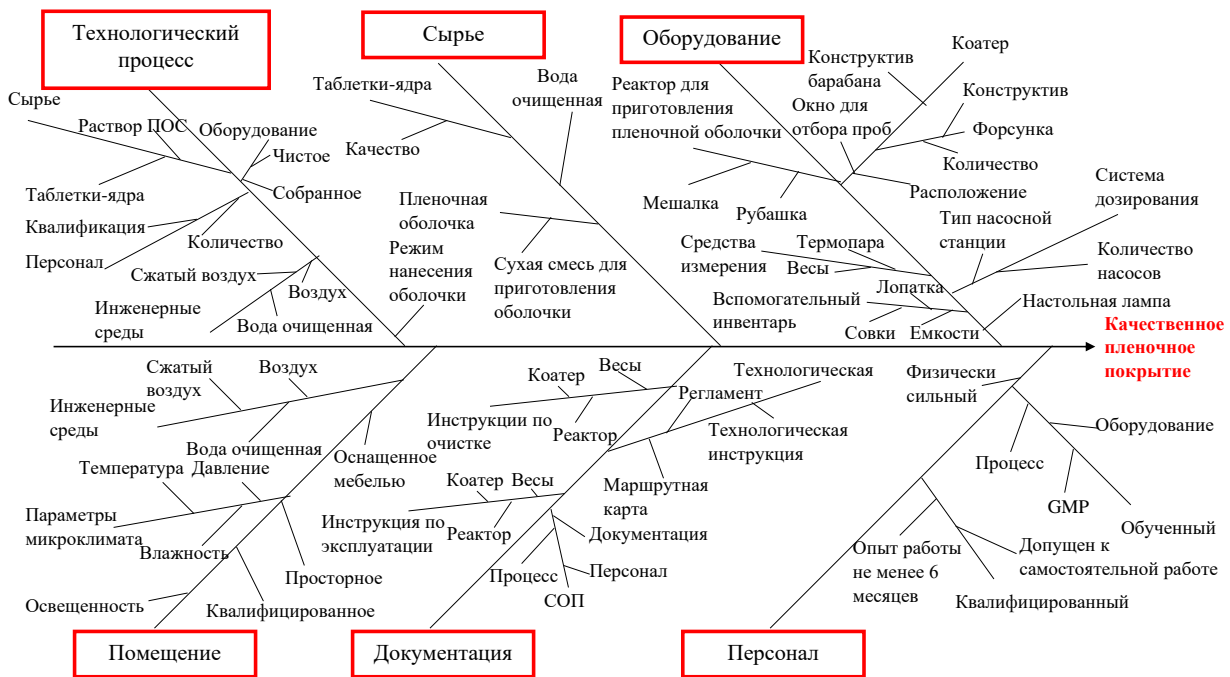 Технологический
процесс
Сырье
Оборудование
Сырье
Раствор ПОС
Оборудование
Чистое
Собранное
Таблетки-ядра
Квалификация
Количество
Персонал
Сжатый воздух
Воздух
Инженерные
среды
Вода очищенная
Таблетки-ядра
Качество
Вода
очищенная
Пленочная
оболочка
Сухая смесь для
приготовления
оболочки
Режим
нанесения
оболочки
Реактор для
приготовления
пленочной оболочки
Мешалка
Рубашка
Конструктив
барабана
Коатер
Окно для
отбора проб
Конструктив
Форсунка
Количество
Расположение
Система
дозирования
Тип насосной
станции
Количество
насосов
Средства
измерения
Термопара
Весы
Лопатка
Вспомогательный
инвентарь
Совки
Емкости
Настольная лампа
Качественное
пленочное
покрытие
Сжатый
воздух
Воздух
Инженерные
среды
Вода очищенная
Оснащенное
мебелью
Температура
Давление
Параметры
микроклимата
Влажность
Просторное
Освещенность
Квалифицированное
Коатер
Весы
Инструкции по
очистке
Реактор
Технологическая
Регламент
Технологическая
инструкция
Маршрутная
карта
Коатер
Весы
Инструкция по
эксплуатации
Реактор
Документация
Процесс
Персонал
СОП
Физически
сильный
Оборудование
Процесс
GMP
Обученный
Опыт работы
не менее 6
месяцев
Допущен к
самостоятельной работе
Квалифицированный
Помещение
Документация
Персонал